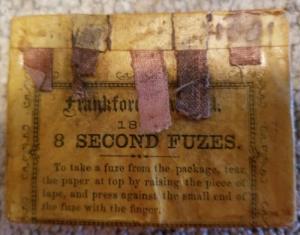 Frankford
18
8 SECOND FUZES.
To take a fuze from the package, tear
the paper at top by raising the piece of
tape, and press against the small end of
the fuze with the finger.